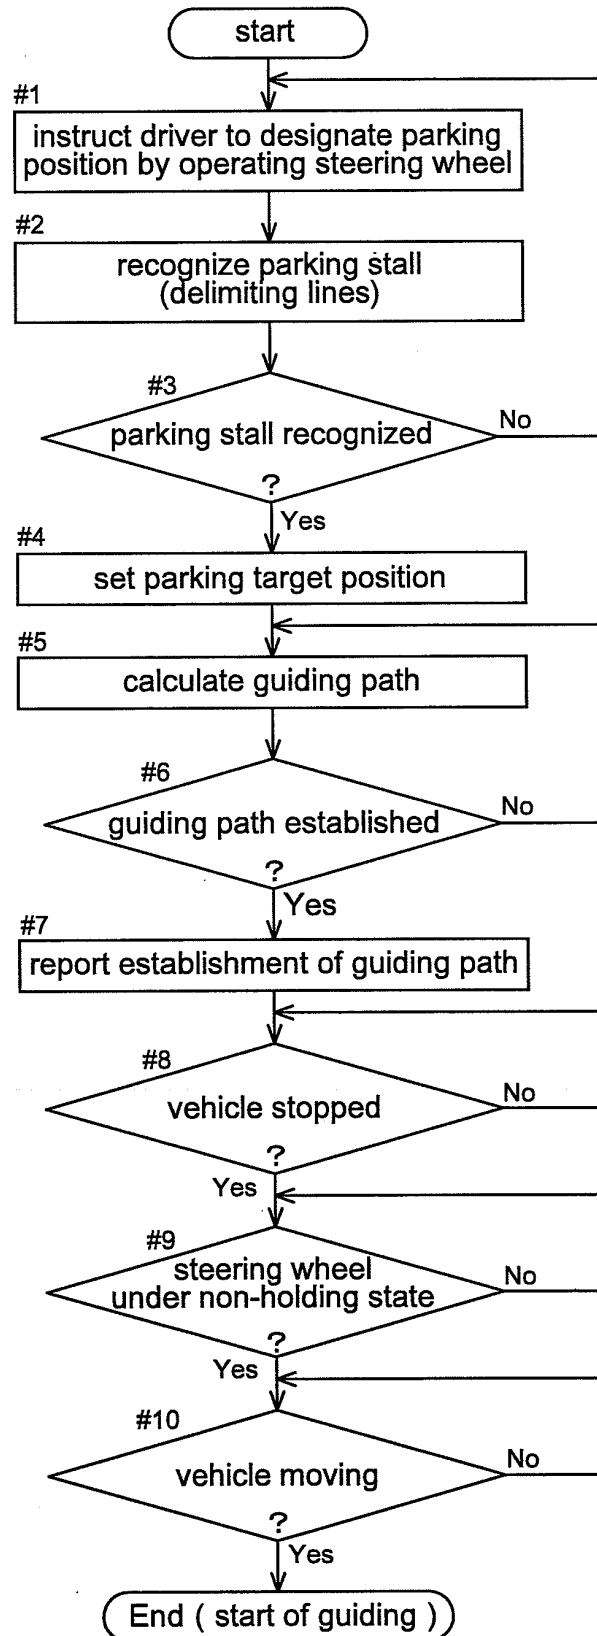 start
#1
instruct driver to designate parking
position by operating steering wheel
#2
recognize parking stall
(delimiting lines)
#3
parking stall recognized
?
No
Yes
#4
set parking target position
#5
calculate guiding path
#6
guiding path established
?
No
Yes
#7
report establishment of guiding path
#8
vehicle stopped
?
No
Yes
#9
steering wheel
under non-holding state
?
No
Yes
#10
vehicle moving
?
No
Yes
End ( start of guiding )